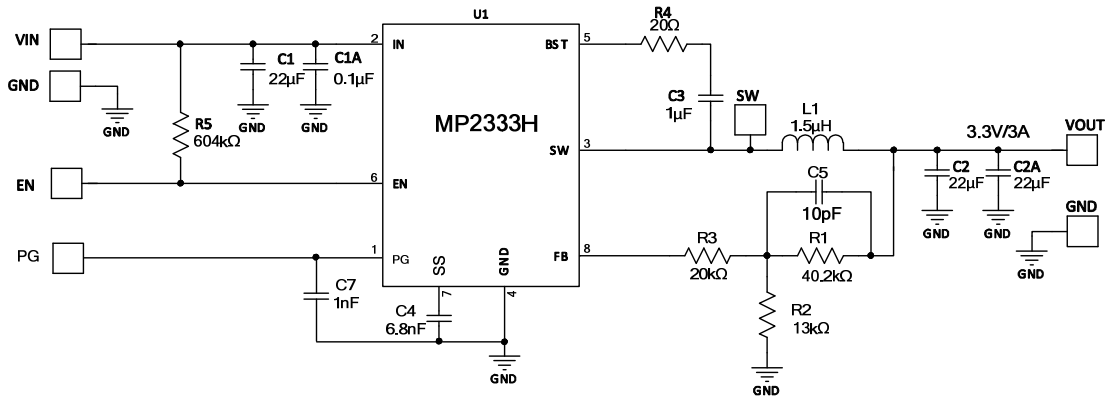 U1
R4
20Ω
VIN
2
IN
BST
5
C1
22µF
C1A
0.1µF
GND
GND
GND
GND
C3
1µF
SW
L1
1.5µH
3.3V/3A
VOUT
R5
604kΩ
MP2333H
SW
3
EN
6
EN
C5
10pF
C2
22µF
C2A
22µF
GND
GND
GND
PG
1
PG
FB
8
R3
20kΩ
R1
40.2kΩ
GND
SS
GND
7
4
C7
1nF
C4
6.8nF
R2
13kΩ
GND
GND